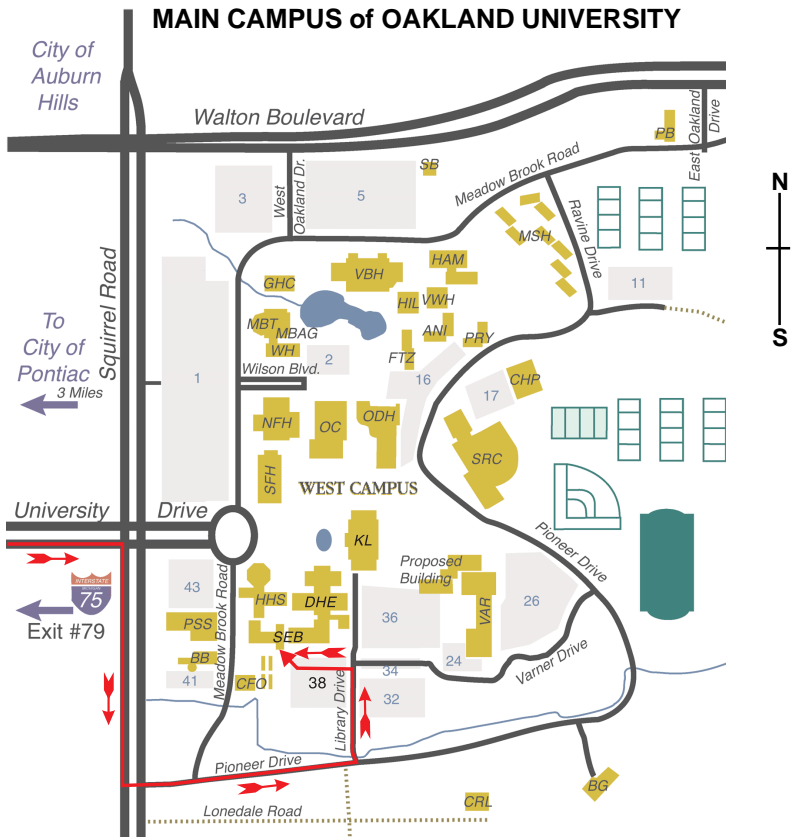 MAIN CAMPUS of OAKLAND UNIVERSITY
City of
Auburn
Hills
Walton Boulevard
East Oakland
Drive
PB
SB
Meadow Brook Road
3
West
Oakland Dr.
5
N
S
MSH
Ravine Drive
11
Squirrel Road
HAM
VBH
GHC
HIL
VWH
MBT
MBAG
WH
ANI
PRY
FTZ
2
To
City of
Pontiac
3 Miles
1
Wilson Blvd.
16
17
CHP
NFH
OC
ODH
SRC
SFH
WEST CAMPUS
University
Drive
KL
Pioneer Drive
Proposed
Building
43
INTERSTATE
75
Exit #79
Meadow Brook Road
HHS
DHE
36
VAR
26
PSS
SEB
BB
41
CFO
38
Library Drive
34
24
32
Varner Drive
Pioneer Drive
BG
CRL
Lonedale Road